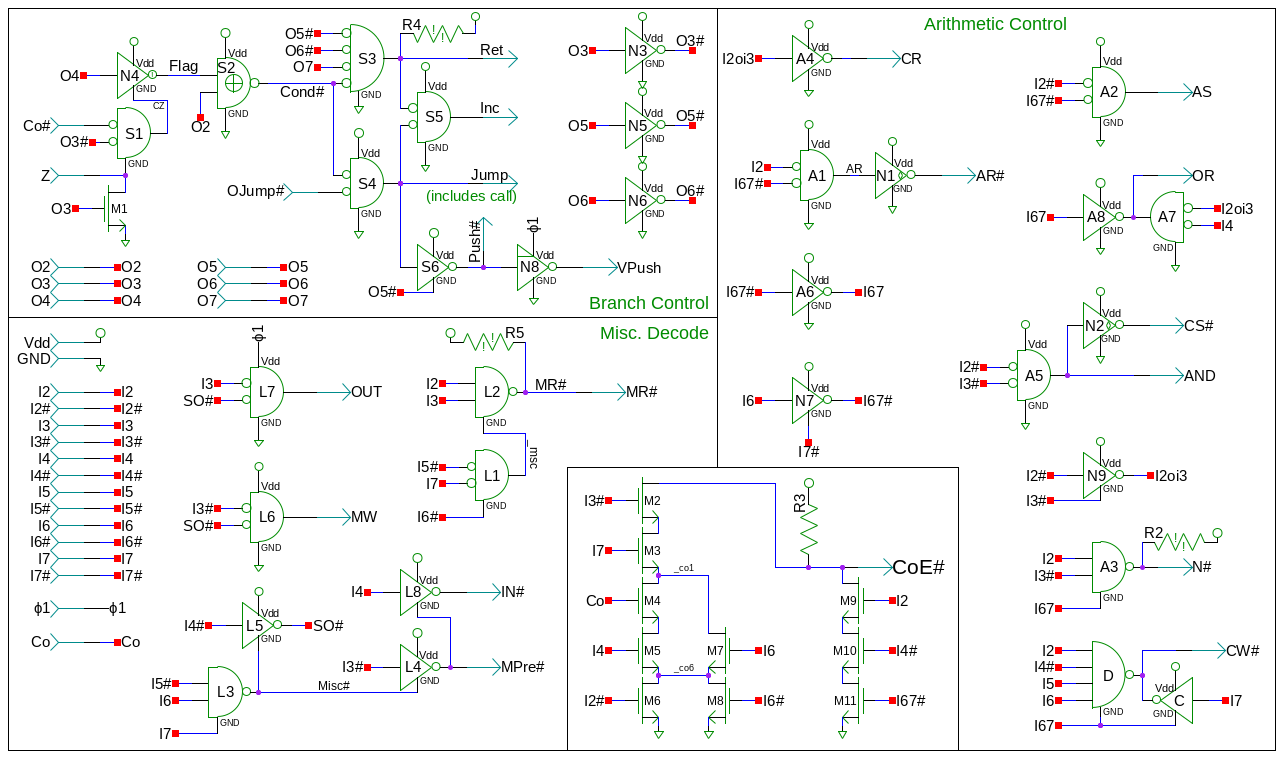 O4
N4
Vdd
GND
Flag
CZ
Co#
O3#
S1
GND
Z
O3
M1
S2
Vdd
GND
O2
Cond#
OJump#
O5#
O6#
O7
S3
GND
R4
!
!
Ret
S5
Vdd
GND
Inc
S4
Vdd
GND
Jump
(includes call)
S6
Vdd
GND
O5#
Push#
ϕ1
N8
Vdd
GND
VPush
O3
N3
Vdd
GND
O3#
O5
N5
Vdd
GND
O5#
O6
N6
Vdd
GND
O6#
O2 O2
O3 O3
O4 O4
O5 O5
O6 O6
O7 O7
Branch Control
Misc. Decode
Vdd
GND
I2 I2
I2# I2#
I3 I3
I3# I3#
I4 I4
I4# I4#
I5 I5
I5# I5#
I6 I6
I6# I6#
I7 I7
I7# I7#
ϕ1 ϕ1
Co Co
ϕ1
Vdd
I3
SO#
L7
GND
OUT
Vdd
I3#
SO#
L6
GND
MW
I4#
L5
Vdd
GND
SO#
I5#
I6
L3
GND
I7
Misc#
I4
L8
Vdd
GND
IN#
I3#
L4
Vdd
GND
MPre#
R5
!
!
Vdd
I2
I3
L2
GND
MR#
MR#
_msc
Vdd
I5#
I7
L1
GND
I6#
I3#
M2
I7
M3
_co1
Co
M4
I4
M5
M7
I6
_co6
I2#
M6
M8
I6#
R3
CoE#
M9
I2
M10
I4#
M11
I67#
Arithmetic Control
I2oi3
A4
Vdd
GND
CR
I2
I67#
A1
Vdd
GND
AR
N1
Vdd
GND
AR#
I67#
A6
Vdd
GND
I67
I6
N7
Vdd
GND
I67#
I7#
I2#
I67#
A2
Vdd
GND
AS
OR
I67
A8
Vdd
GND
A7
Vdd
GND
I2oi3
I4
I2#
I3#
A5
Vdd
GND
N2
Vdd
GND
CS#
AND
I2#
I3#
N9
Vdd
GND
I2oi3
R2
!
!
I2
I3#
A3
Vdd
GND
I67
N#
I2
I4#
I5
I6
D
Vdd
GND
I67
CW#
Vdd
GND
C
I7